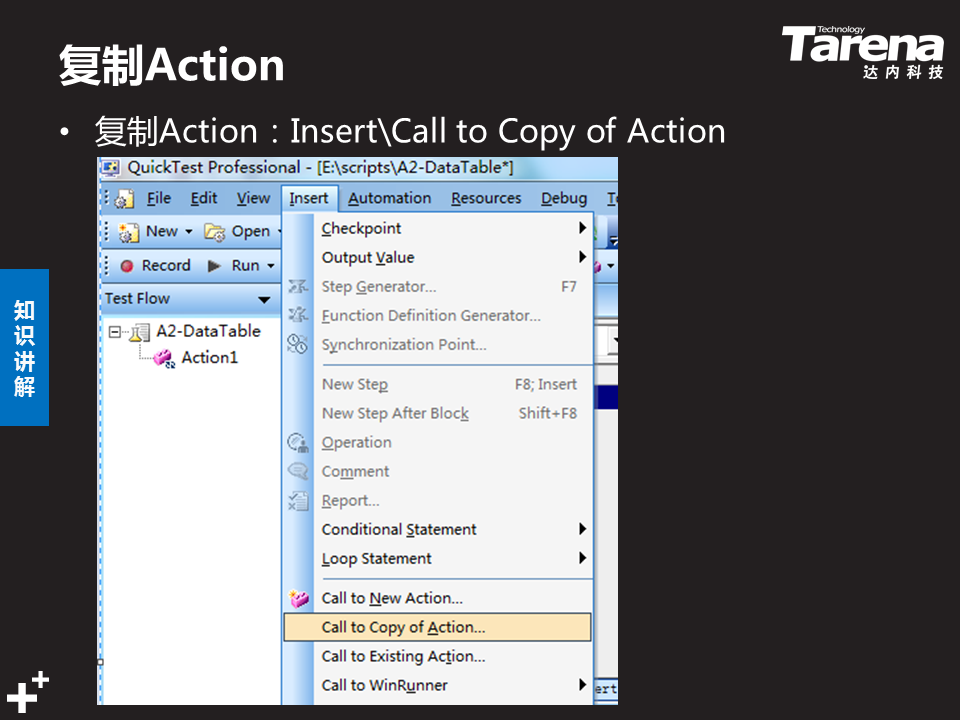 复制Action
Technology
Tarena
达内科技
• 复制Action：Insert\Call to Copy of Action
QuickTest Professional - [E:\scripts\A2-DataTable*]
File Edit View Insert Automation Resources Debug
New Open
Record Run
Test Flow
A2-DataTable
Action1
Checkpoint
Output Value
Step Generator... F7
Function Definition Generator...
Synchronization Point...
New Step F8; Insert
New Step After Block Shift+F8
Operation
Comment
Report...
Conditional Statement
Loop Statement
Call to New Action...
Call to Copy of Action...
Call to Existing Action...
Call to WinRunner
知识讲解